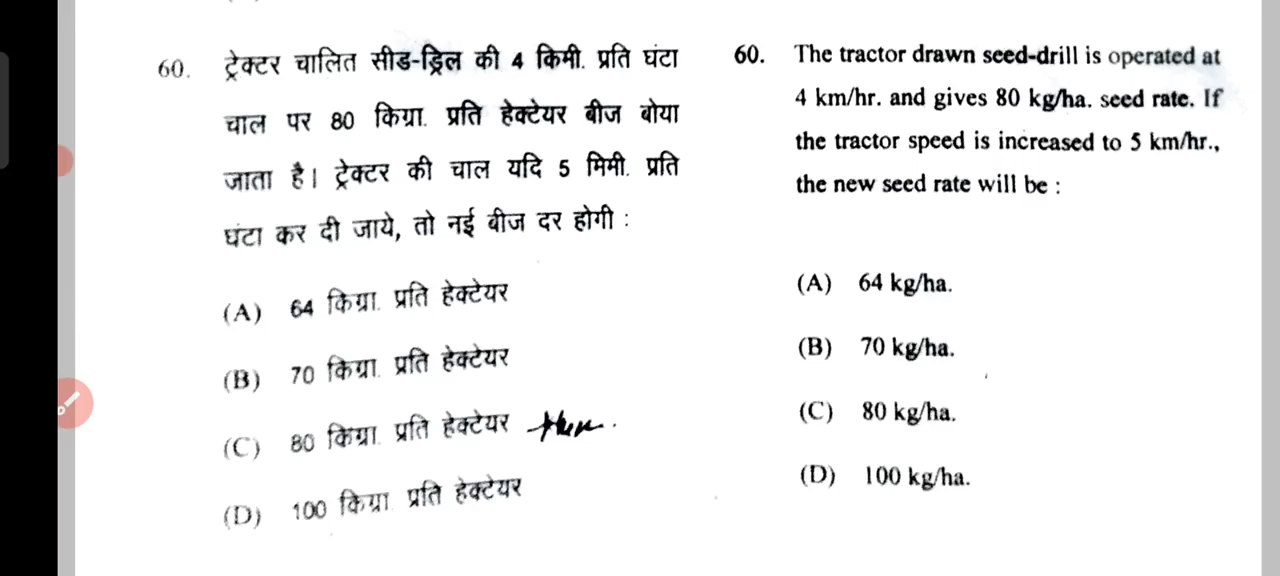 60. ट्रेक्टर चालित सीड-ड्रिल की 4 किमी. प्रति घंटा
चाल पर 80 किग्रा. प्रति हेक्टेयर बीज बोया
जाता है। ट्रेक्टर की चाल यदि 5 मिमी. प्रति
घंटा कर दी जाये, तो नई बीज दर होगी :
(A) 64 किग्रा. प्रति हेक्टेयर
(B) 70 किग्रा. प्रति हेक्टेयर
(C) 80 किग्रा. प्रति हेक्टेयर
(D) 100 किग्रा. प्रति हेक्टेयर
60. The tractor drawn seed-drill is operated at
4 km/hr. and gives 80 kg/ha. seed rate. If
the tractor speed is increased to 5 km/hr.,
the new seed rate will be :
(A) 64 kg/ha.
(B) 70 kg/ha.
(C) 80 kg/ha.
(D) 100 kg/ha.